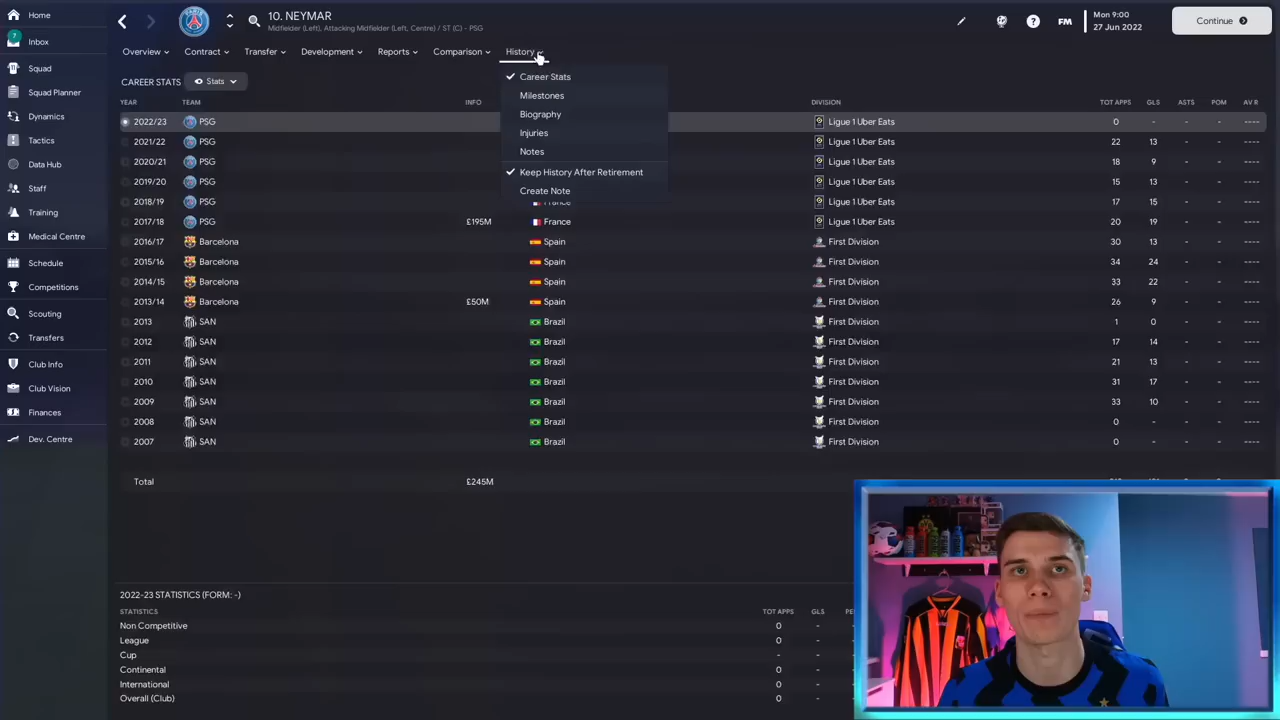 Home
Inbox
Squad
Squad Planner
Dynamics
Tactics
Data Hub
Staff
Training
Medical Centre
Schedule
Competitions
Scouting
Transfers
Club Info
Club Vision
Finances
Dev. Centre
10. NEYMAR
Midfielder (Left), Attacking Midfielder (Left, Centre) / ST (C) - PSG
FM
Mon 9:00
27 Jun 2022
Continue
Overview Contract Transfer Development Reports Comparison History
CAREER STATS Stats
Career Stats
Milestones
Biography
Injuries
Notes
Keep History After Retirement
Create Note
YEAR TEAM INFO DIVISION TOT APPS GLS ASTS POM AV R
2022/23 PSG Ligue 1 Uber Eats 0 - - - ----
2021/22 PSG Ligue 1 Uber Eats 22 13 - - ----
2020/21 PSG Ligue 1 Uber Eats 18 9 - - ----
2019/20 PSG Ligue 1 Uber Eats 15 13 - - ----
2018/19 PSG France Ligue 1 Uber Eats 17 15 - - ----
2017/18 PSG £195M France Ligue 1 Uber Eats 20 19 - - ----
2016/17 Barcelona Spain First Division 30 13 - - ----
2015/16 Barcelona Spain First Division 34 24 - - ----
2014/15 Barcelona Spain First Division 33 22 - - ----
2013/14 Barcelona £50M Spain First Division 26 9 - - ----
2013 SAN Brazil First Division 1 0 - - ----
2012 SAN Brazil First Division 17 14 - - ----
2011 SAN Brazil First Division 21 13 - - ----
2010 SAN Brazil First Division 31 17 - - ----
2009 SAN Brazil First Division 33 10 - - ----
2008 SAN Brazil First Division 0 - - - ----
2007 SAN Brazil First Division 0 - - - ----
Total £245M
2022-23 STATISTICS (FORM: -)
STATISTICS TOT APPS GLS
Non Competitive 0 -
League 0 -
Cup - -
Continental 0 -
International 0 -
Overall (Club) 0 -